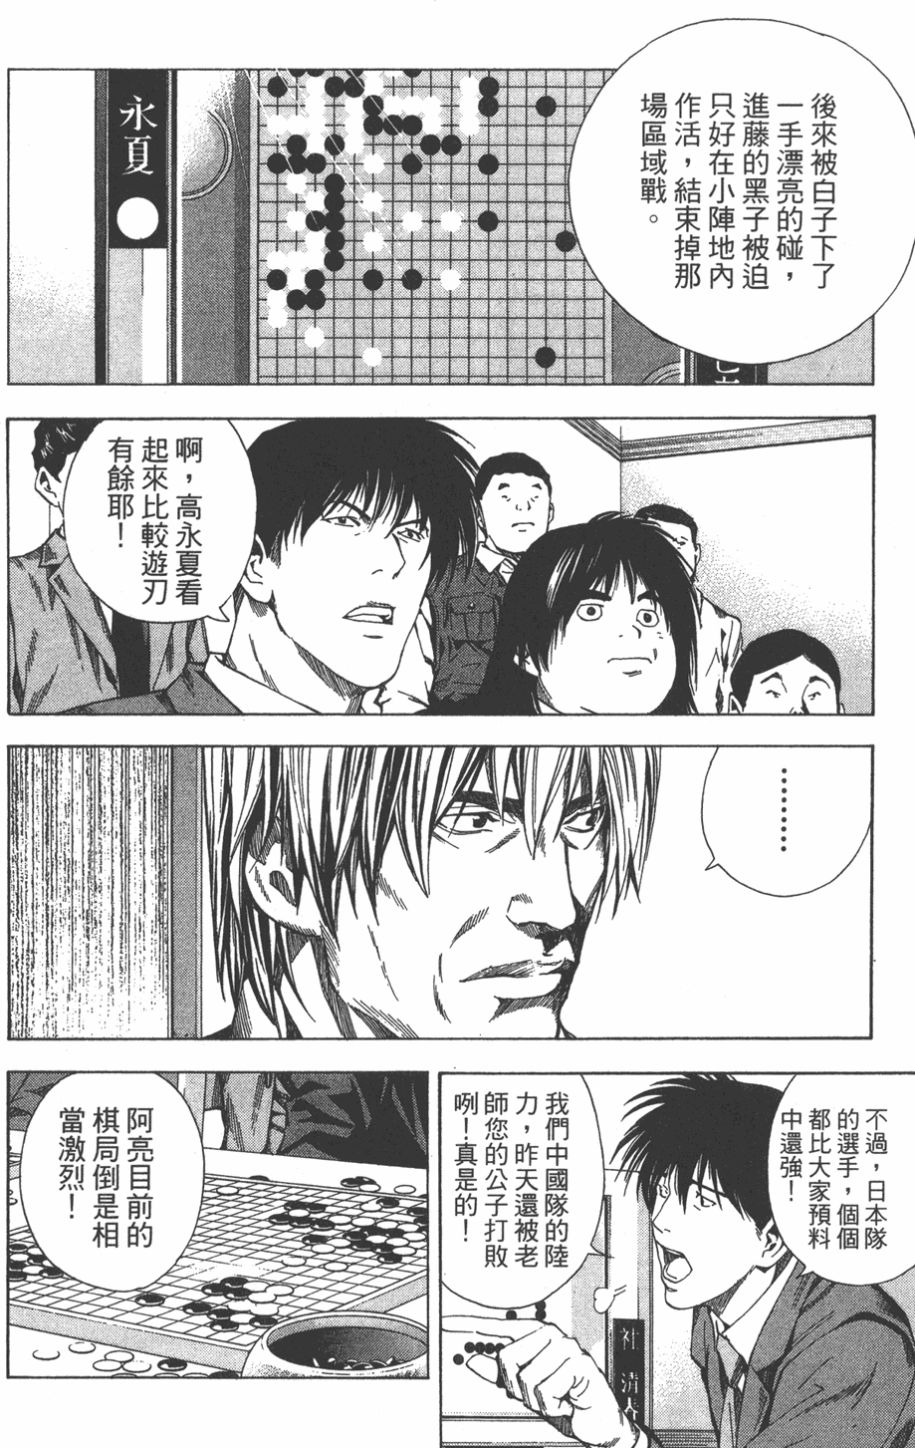 後來被白子下了
一手漂亮的碰，
進藤的黑子被迫
只好在小陣地內
作活，結束掉那
場區域戰。
永夏
啊，高永夏看
起來比較遊刃
有餘耶！
………
不過，日本隊
的選手，個個
都比大家預料
中還強！
我們中國隊的陸
力，昨天還被老
師您的公子打敗
咧！真是的！
社 清春
阿亮目前的
棋局倒是相
當激烈！